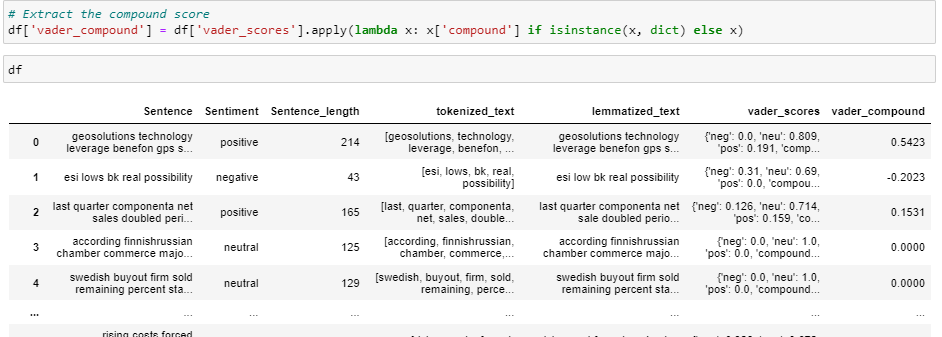 # Extract the compound score
df['vader_compound'] = df['vader_scores'].apply(lambda x: x['compound'] if isinstance(x, dict) else x)
df
Sentence Sentiment Sentence_length tokenized_text lemmatized_text vader_scores vader_compound
0 geosolutions technology leverage benefon gps s... positive 214 [geosolutions, technology, leverage, benefon, ... geosolutions technology leverage benefon gps s... {'neg': 0.0, 'neu': 0.809, 'pos': 0.191, 'comp... 0.5423
1 esi lows bk real possibility negative 43 [esi, lows, bk, real, possibility] esi low bk real possibility {'neg': 0.31, 'neu': 0.69, 'pos': 0.0, 'compou... -0.2023
2 last quarter componenta net sales doubled peri... positive 165 [last, quarter, componenta, net, sales, double... last quarter componenta net sale doubled perio... {'neg': 0.126, 'neu': 0.714, 'pos': 0.159, 'co... 0.1531
3 according finnishrussian chamber commerce majo... neutral 125 [according, finnishrussian, chamber, commerce,... according finnishrussian chamber commerce majo... {'neg': 0.0, 'neu': 1.0, 'pos': 0.0, 'compound... 0.0000
4 swedish buyout firm sold remaining percent sta... neutral 129 [swedish, buyout, firm, sold, remaining, perce... swedish buyout firm sold remaining percent sta... {'neg': 0.0, 'neu': 1.0, 'pos': 0.0, 'compound... 0.0000
... ... ... ... ... ... ... ...
rising costs forced